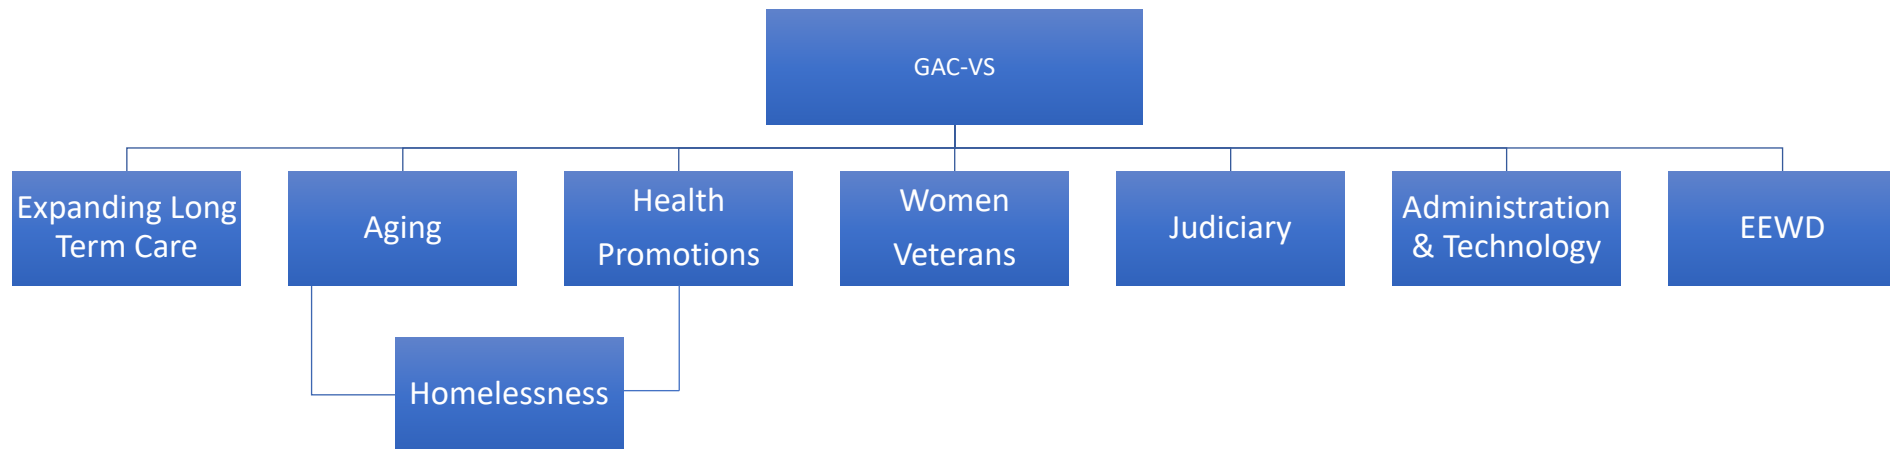 GAC-VS
Expanding Long
Term Care
Aging
Health
Promotions
Women
Veterans
Judiciary
Administration
& Technology
EEWD
Homelessness